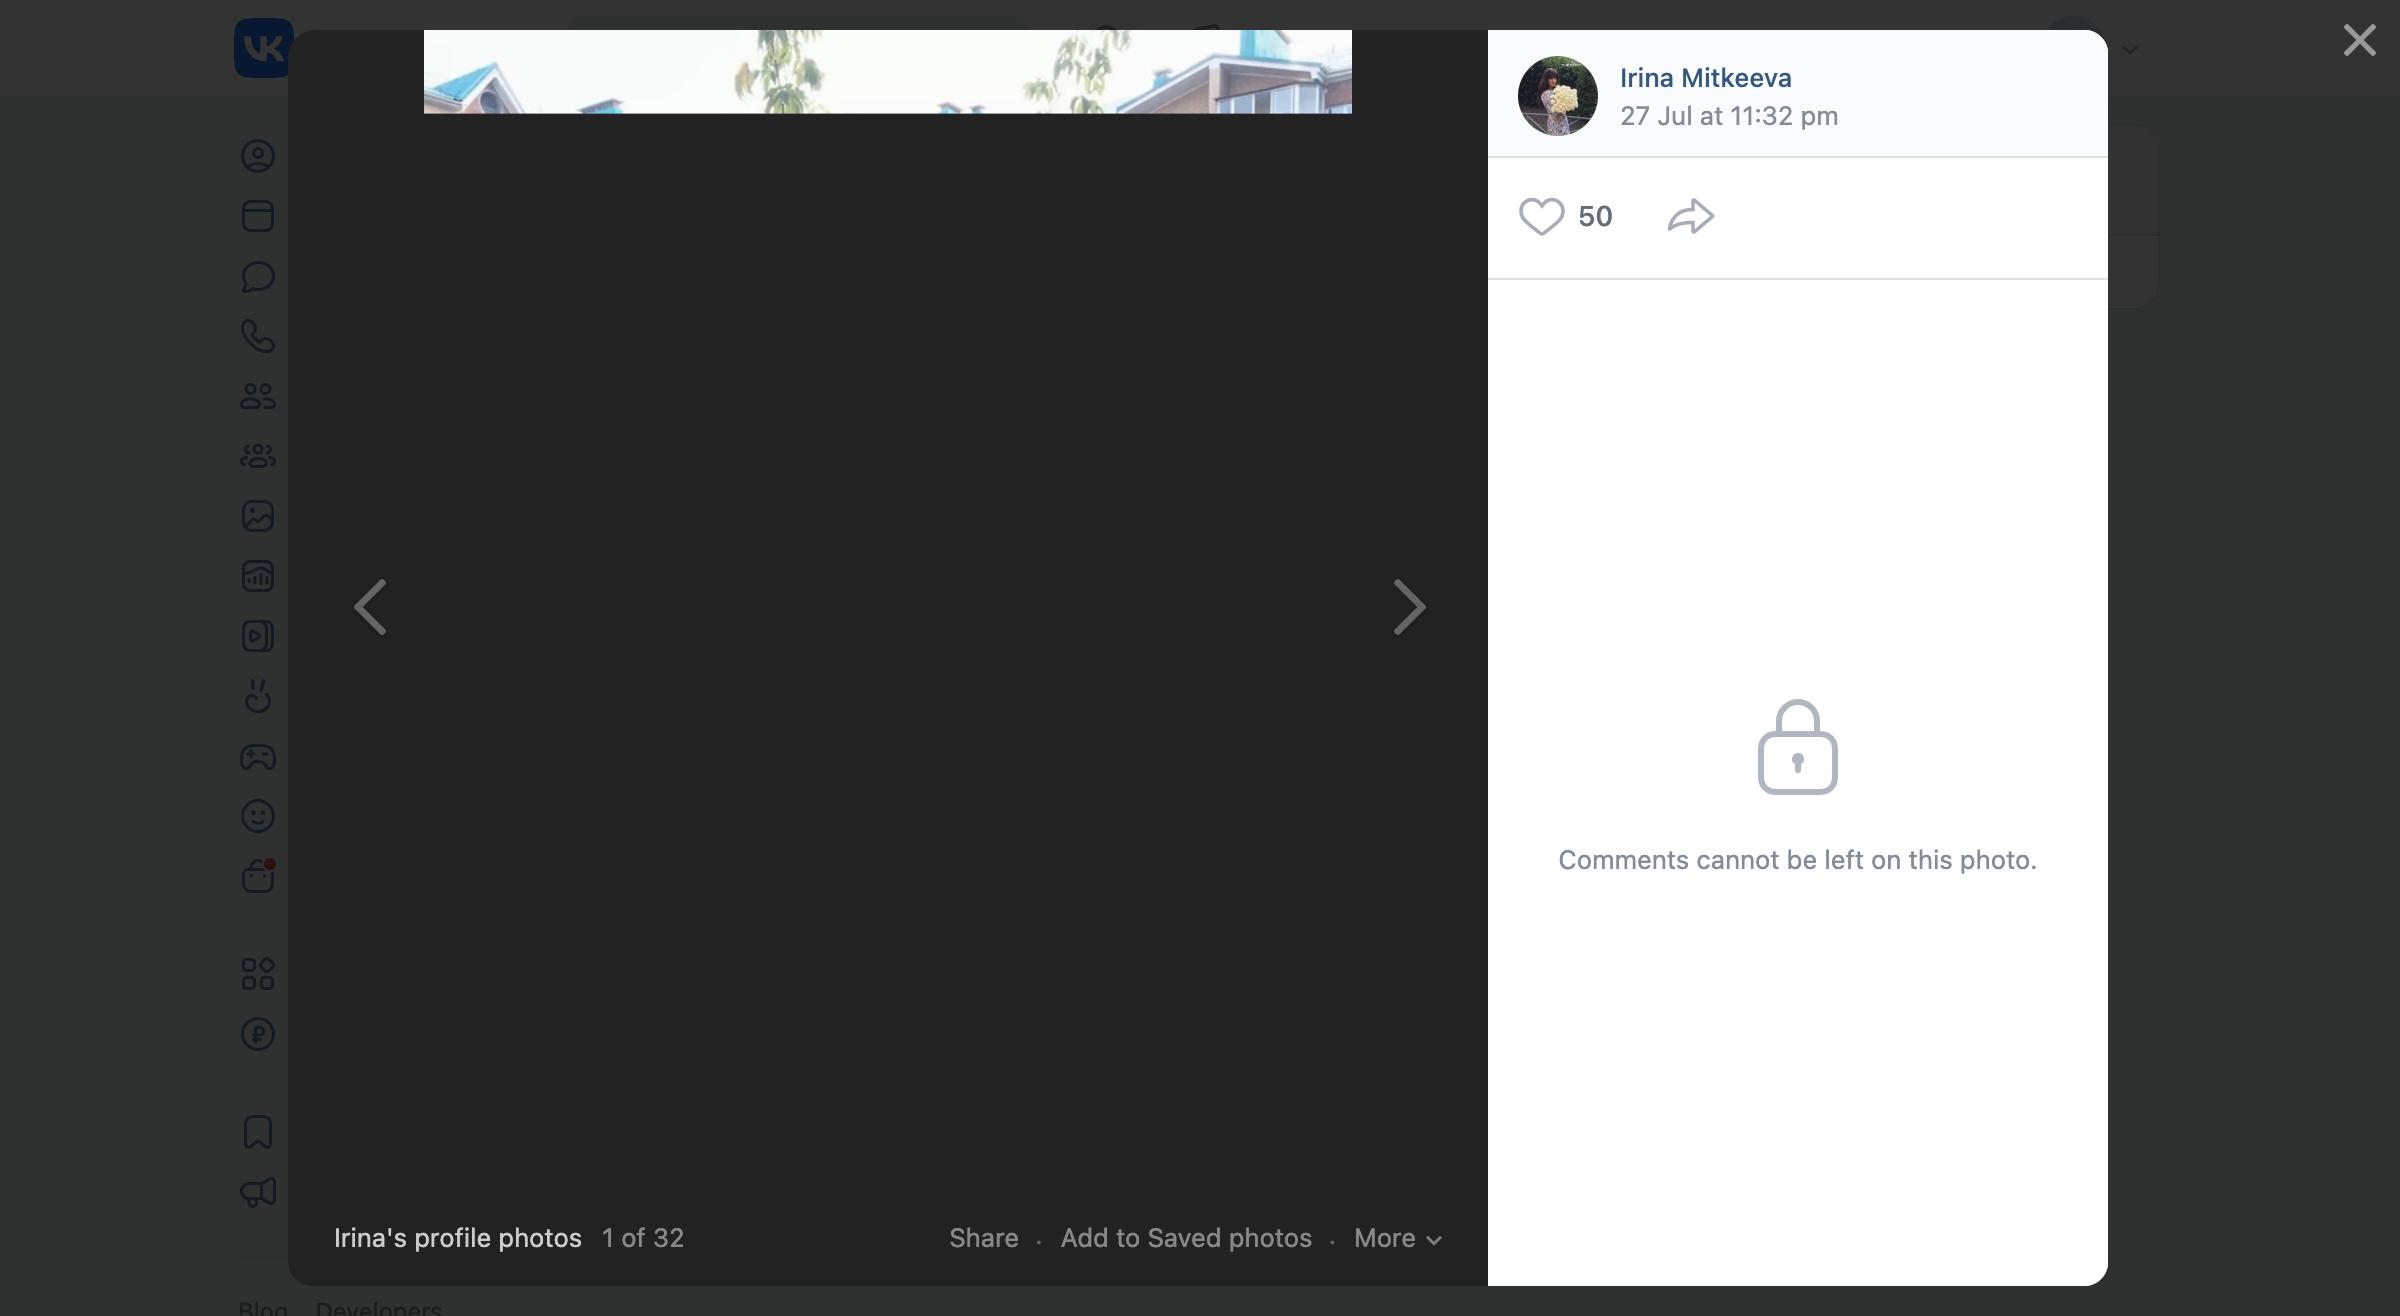 VK
Irina Mitkeeva
27 Jul at 11:32 pm
50
Comments cannot be left on this photo.
Irina's profile photos 1 of 32 Share . Add to Saved photos . More
Blog Developers